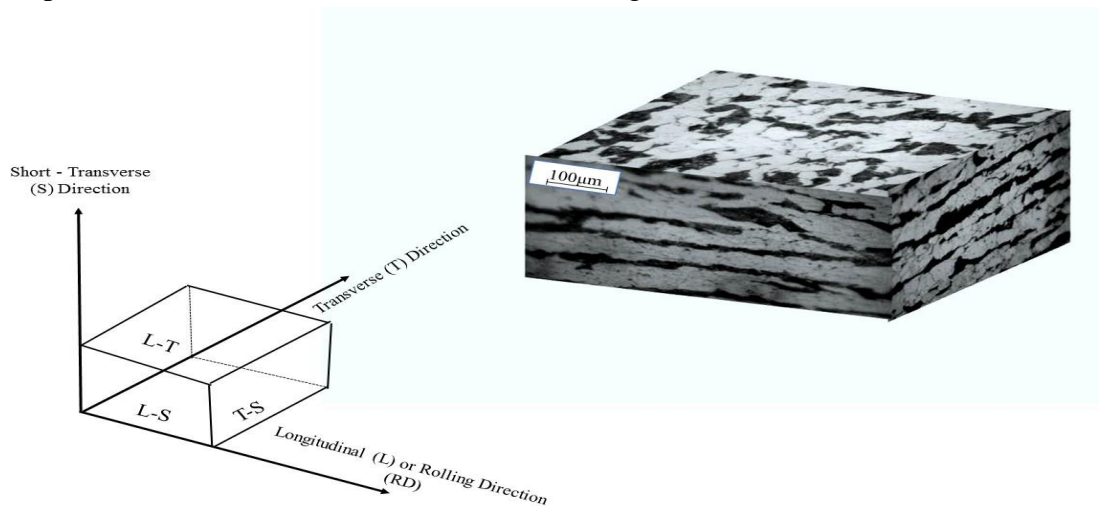 100μm
Short - Transverse
(S) Direction
Transverse (T) Direction
L-T
L-S
T-S
Longitudinal (L) or Rolling Direction
(RD)